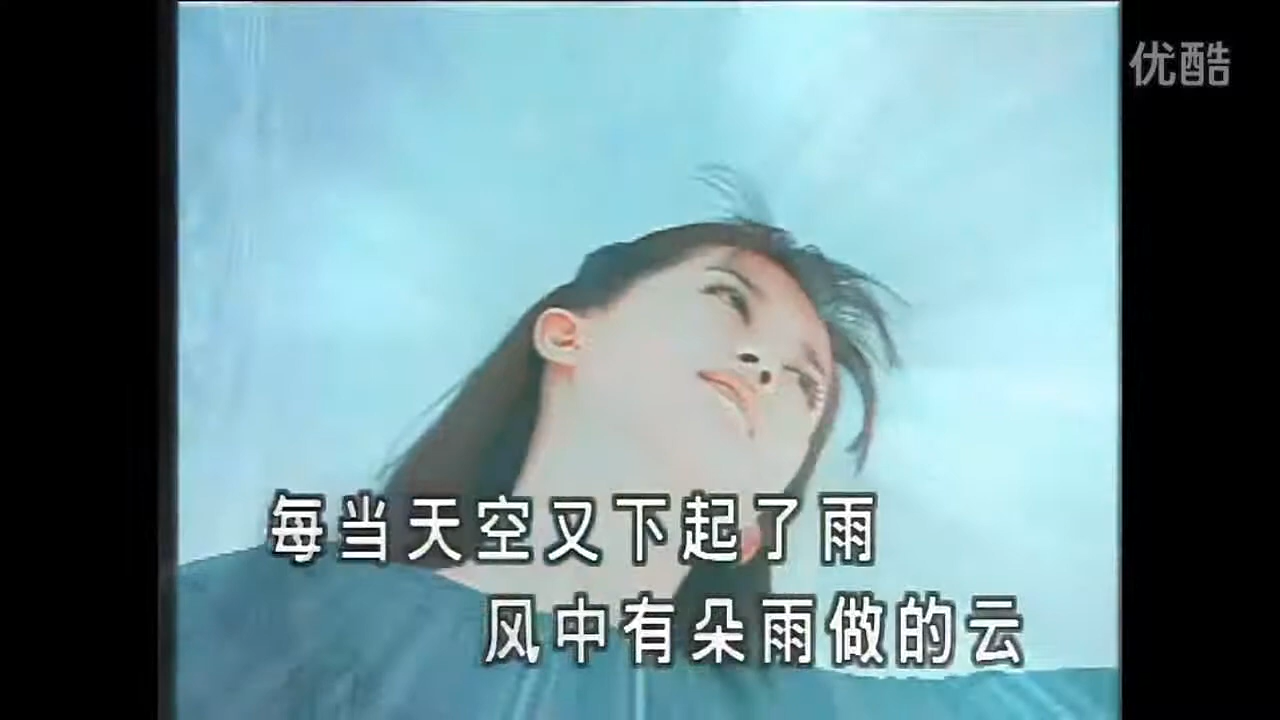 优酷
每当天空又下起了雨
风中有朵雨做的云